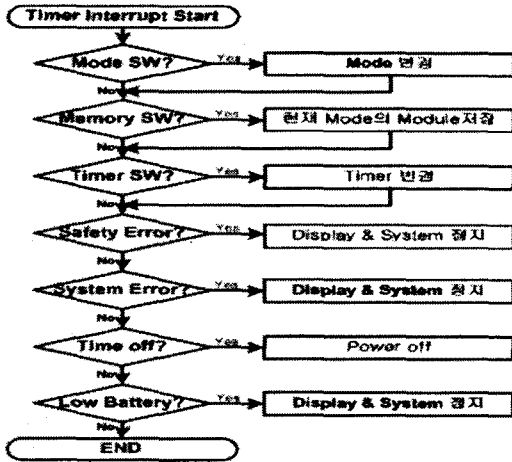 Timer Interrupt Start
Mode SW?
Yes
Mode 변경
No
Memory SW?
Yes
현재 Mode의 Module저장
No
Timer SW?
Yes
Timer 변경
No
Safety Error?
Yes
Display & System 정지
No
System Error?
Yes
Display & System 정지
No
Time off?
Yes
Power off
No
Low Battery?
Yes
Display & System 정지
No
END